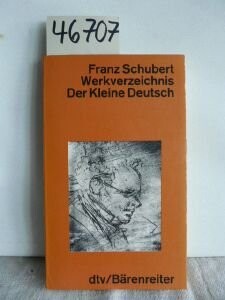 46707
Franz Schubert
Werkverzeichnis
Der Kleine Deutsch
dtv/Bärenreiter